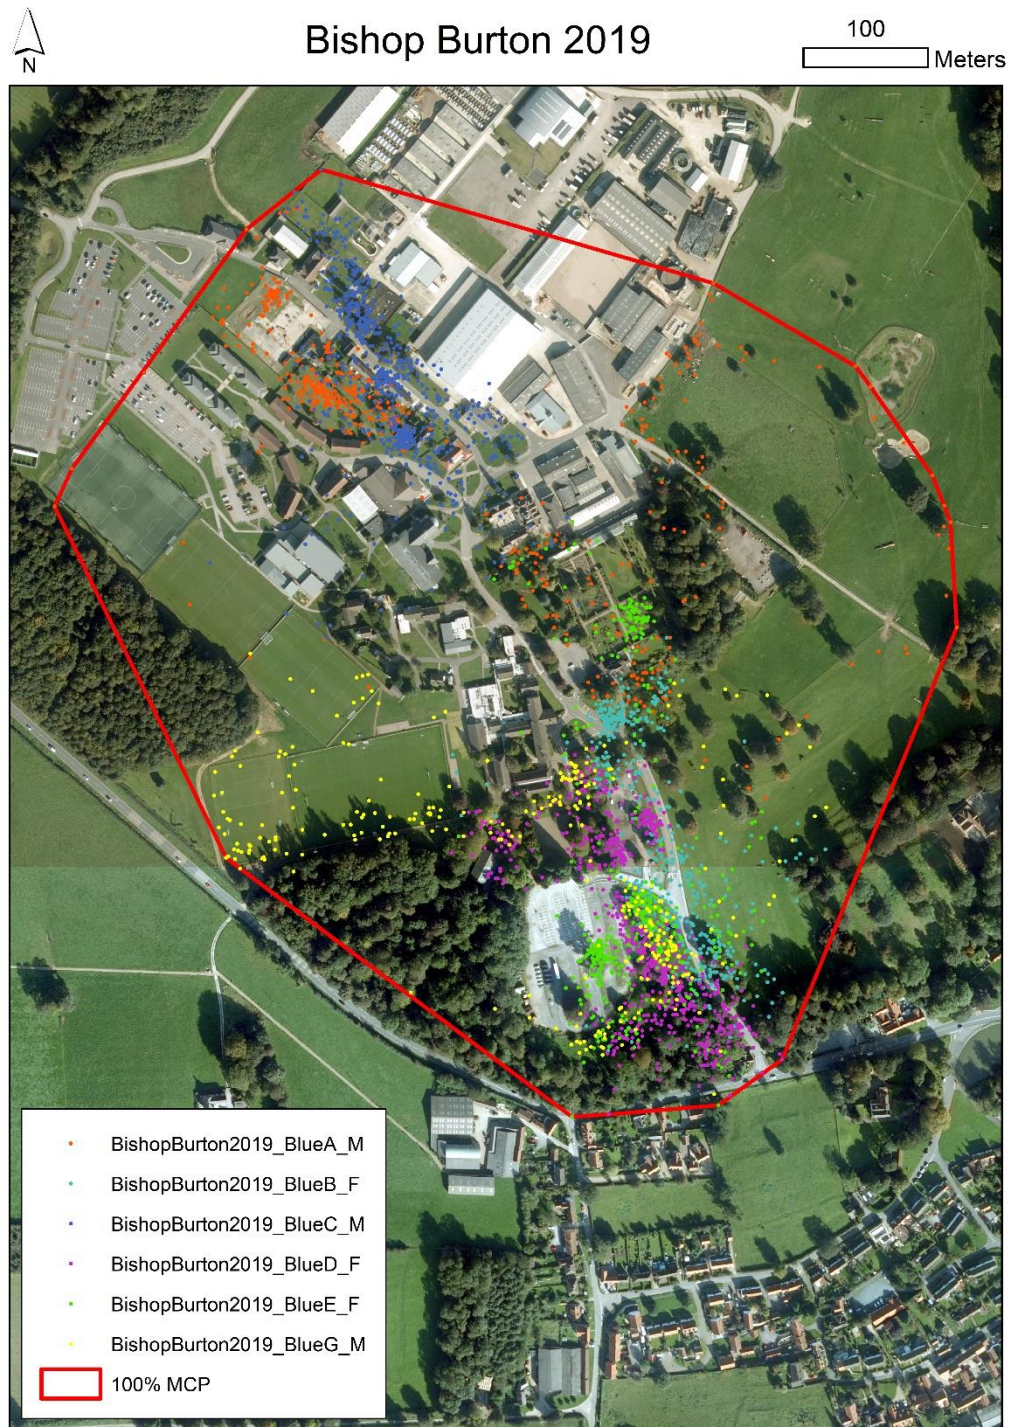 Bishop Burton 2019
100
Meters
N
BishopBurton2019_BlueA_M
BishopBurton2019_BlueB_F
BishopBurton2019_BlueC_M
BishopBurton2019_BlueD_F
BishopBurton2019_BlueE_F
BishopBurton2019_BlueG_M
100% MCP